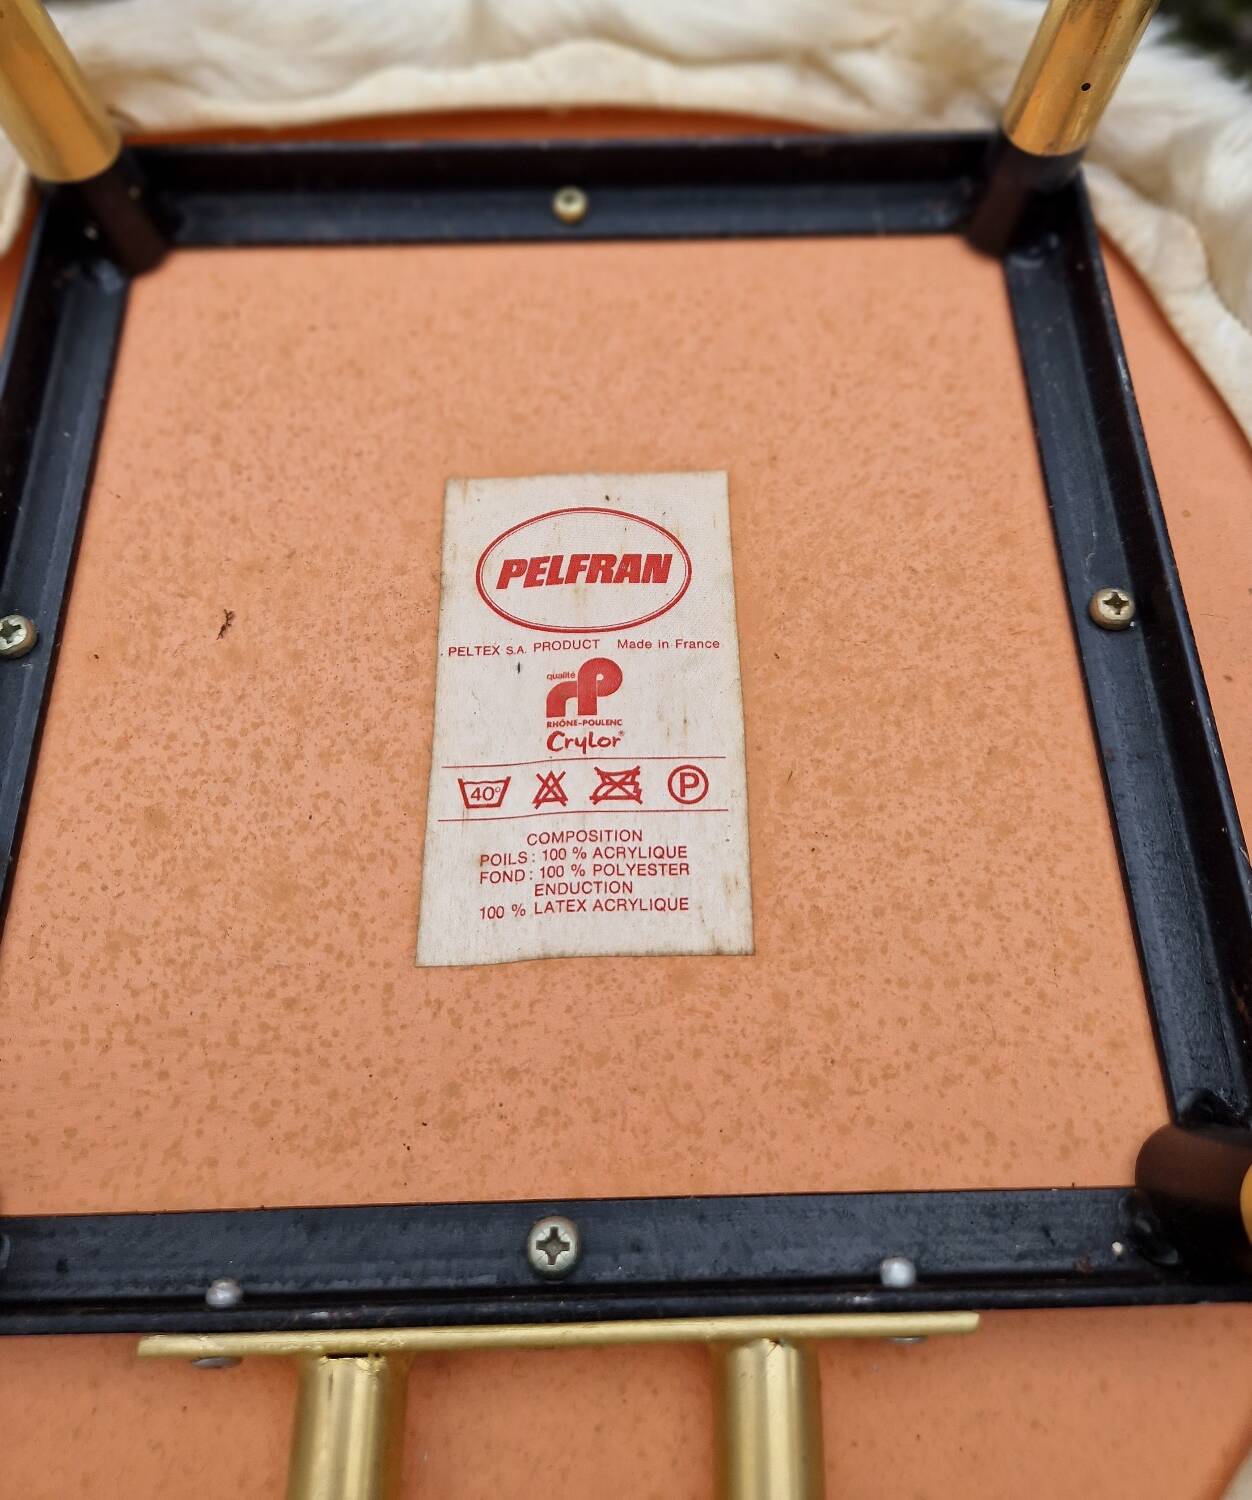 PELFRAN
PELTEX S.A. PRODUCT Made in France
qualité
rp
RHÔNE-POULENC
Crylor®
40° P
COMPOSITION
POILS : 100 % ACRYLIQUE
FOND : 100 % POLYESTER
ENDUCTION
100 % LATEX ACRYLIQUE